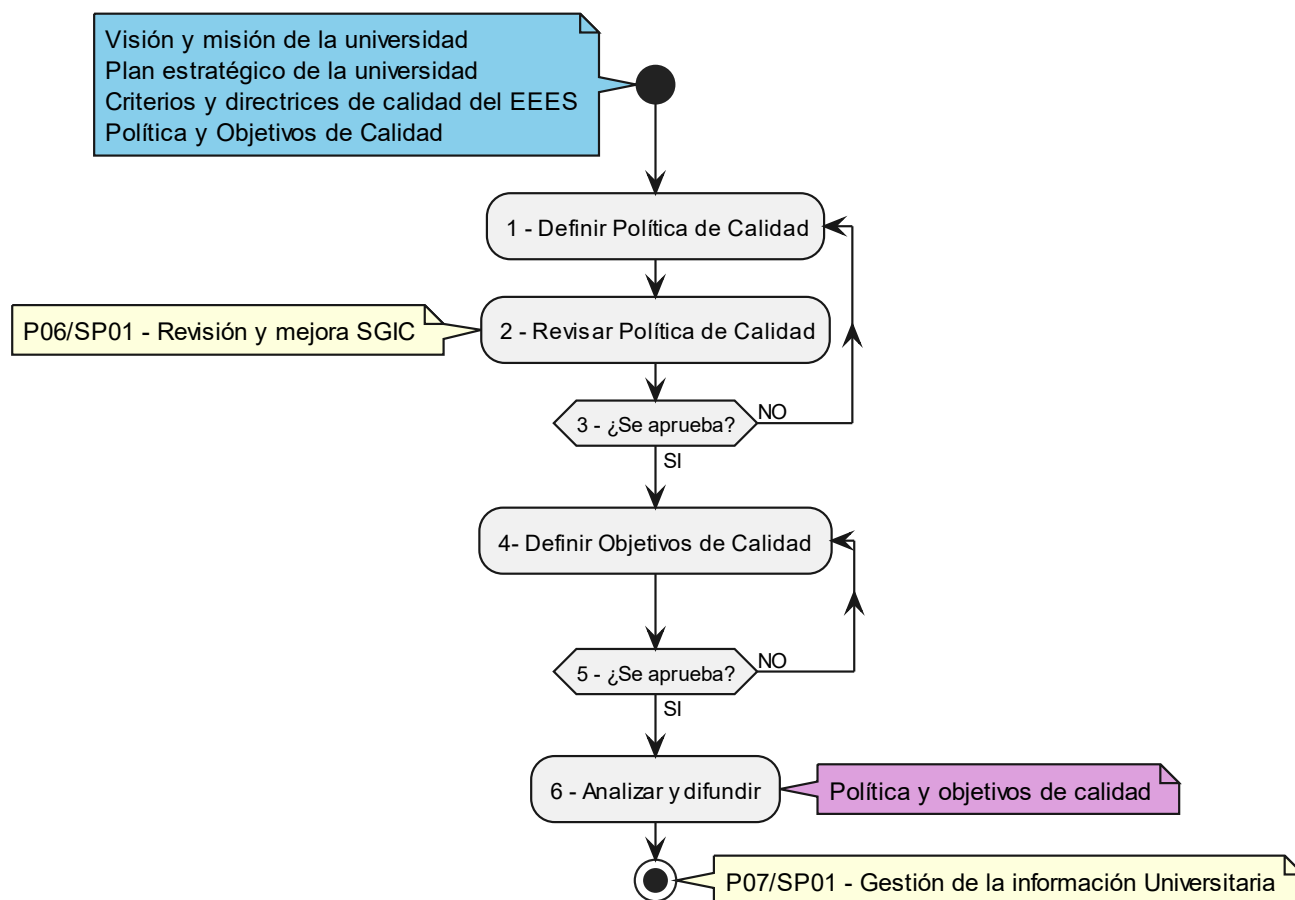 Visión y misión de la universidad
Plan estratégico de la universidad
Criterios y directrices de calidad del EEES
Política y Objetivos de Calidad
1 - Definir Política de Calidad
P06/SP01 - Revisión y mejora SGIC
2 - Revisar Política de Calidad
3 - ¿Se aprueba?
NO
SI
4- Definir Objetivos de Calidad
5 - ¿Se aprueba?
NO
SI
6 - Analizar y difundir
Política y objetivos de calidad
P07/SP01 - Gestión de la información Universitaria